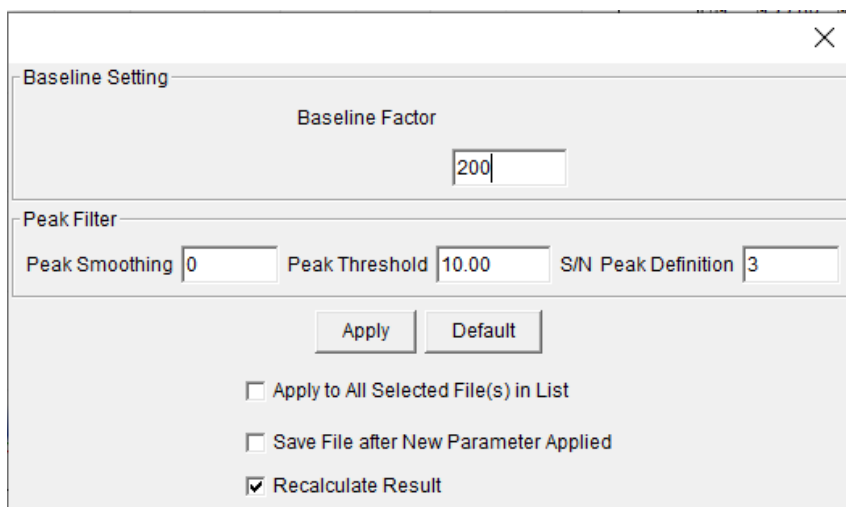 Baseline Setting
Baseline Factor
200
Peak Filter
Peak Smoothing 0 Peak Threshold 10.00 S/N Peak Definition 3
Apply Default
Apply to All Selected File(s) in List
Save File after New Parameter Applied
Recalculate Result